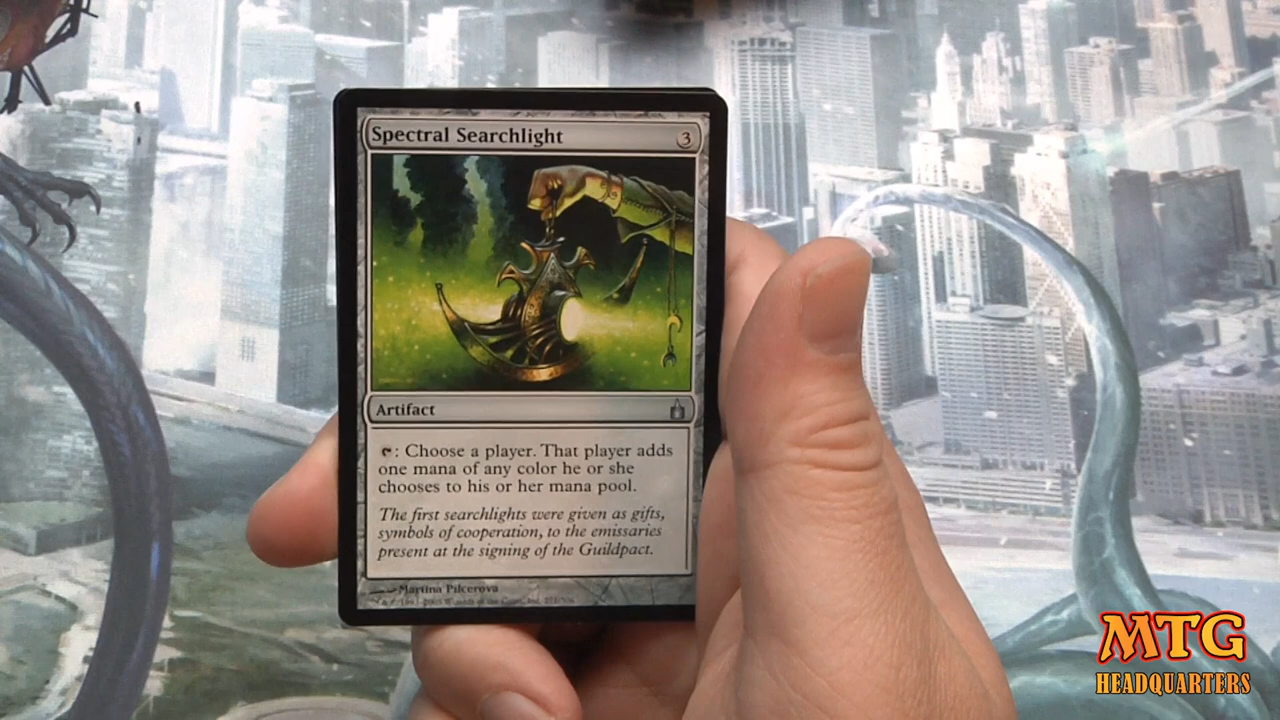 Spectral Searchlight 3
Artifact
: Choose a player. That player adds
one mana of any color he or she
chooses to his or her mana pool.
The first searchlights were given as gifts,
symbols of cooperation, to the emissaries
present at the signing of the Guildpact.
Martina Pilcerova
MTG
HEADQUARTERS